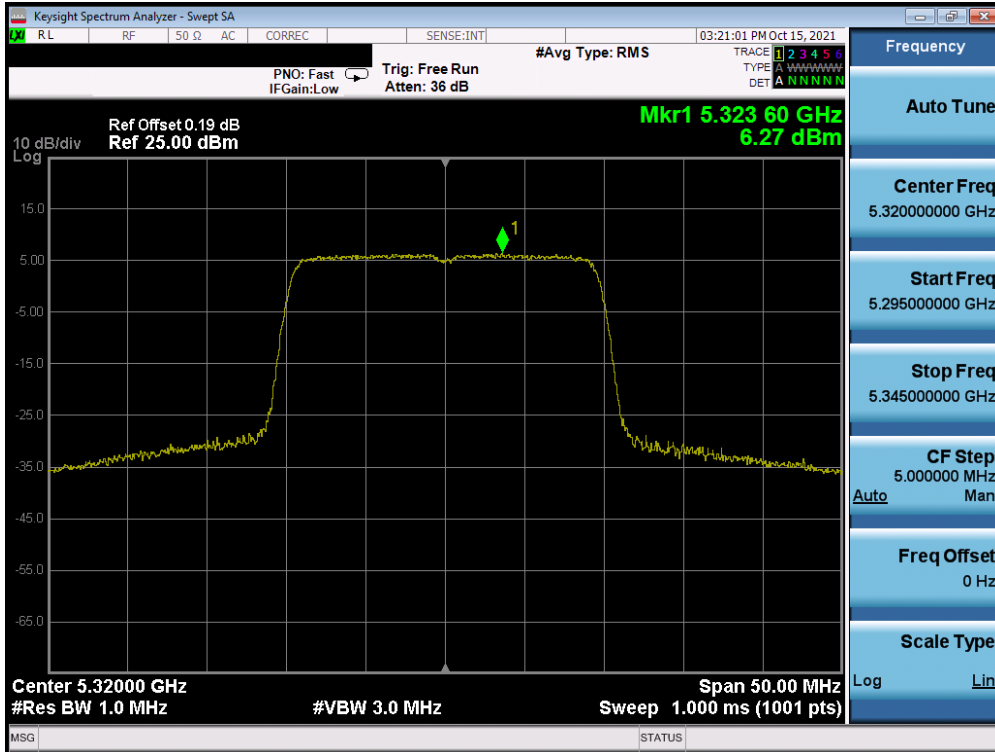 Keysight Spectrum Analyzer - Swept SA
LXI RL RF 50 Ω AC CORREC SENSE:INT 03:21:01 PM Oct 15, 2021
#Avg Type: RMS
TRACE 1 2 3 4 5 6
TYPE A WWWWW
DET A N N N N N
PNO: Fast Trig: Free Run
IFGain:Low Atten: 36 dB
Mkr1 5.323 60 GHz
6.27 dBm
Ref Offset 0.19 dB
10 dB/div Ref 25.00 dBm
Log
1
15.0
5.00
-5.00
-15.0
-25.0
-35.0
-45.0
-55.0
-65.0
Center 5.32000 GHz Span 50.00 MHz
#Res BW 1.0 MHz #VBW 3.0 MHz Sweep 1.000 ms (1001 pts)
MSG STATUS
Frequency
Auto Tune
Center Freq
5.320000000 GHz
Start Freq
5.295000000 GHz
Stop Freq
5.345000000 GHz
CF Step
5.000000 MHz
Auto Man
Freq Offset
0 Hz
Scale Type
Log Lin